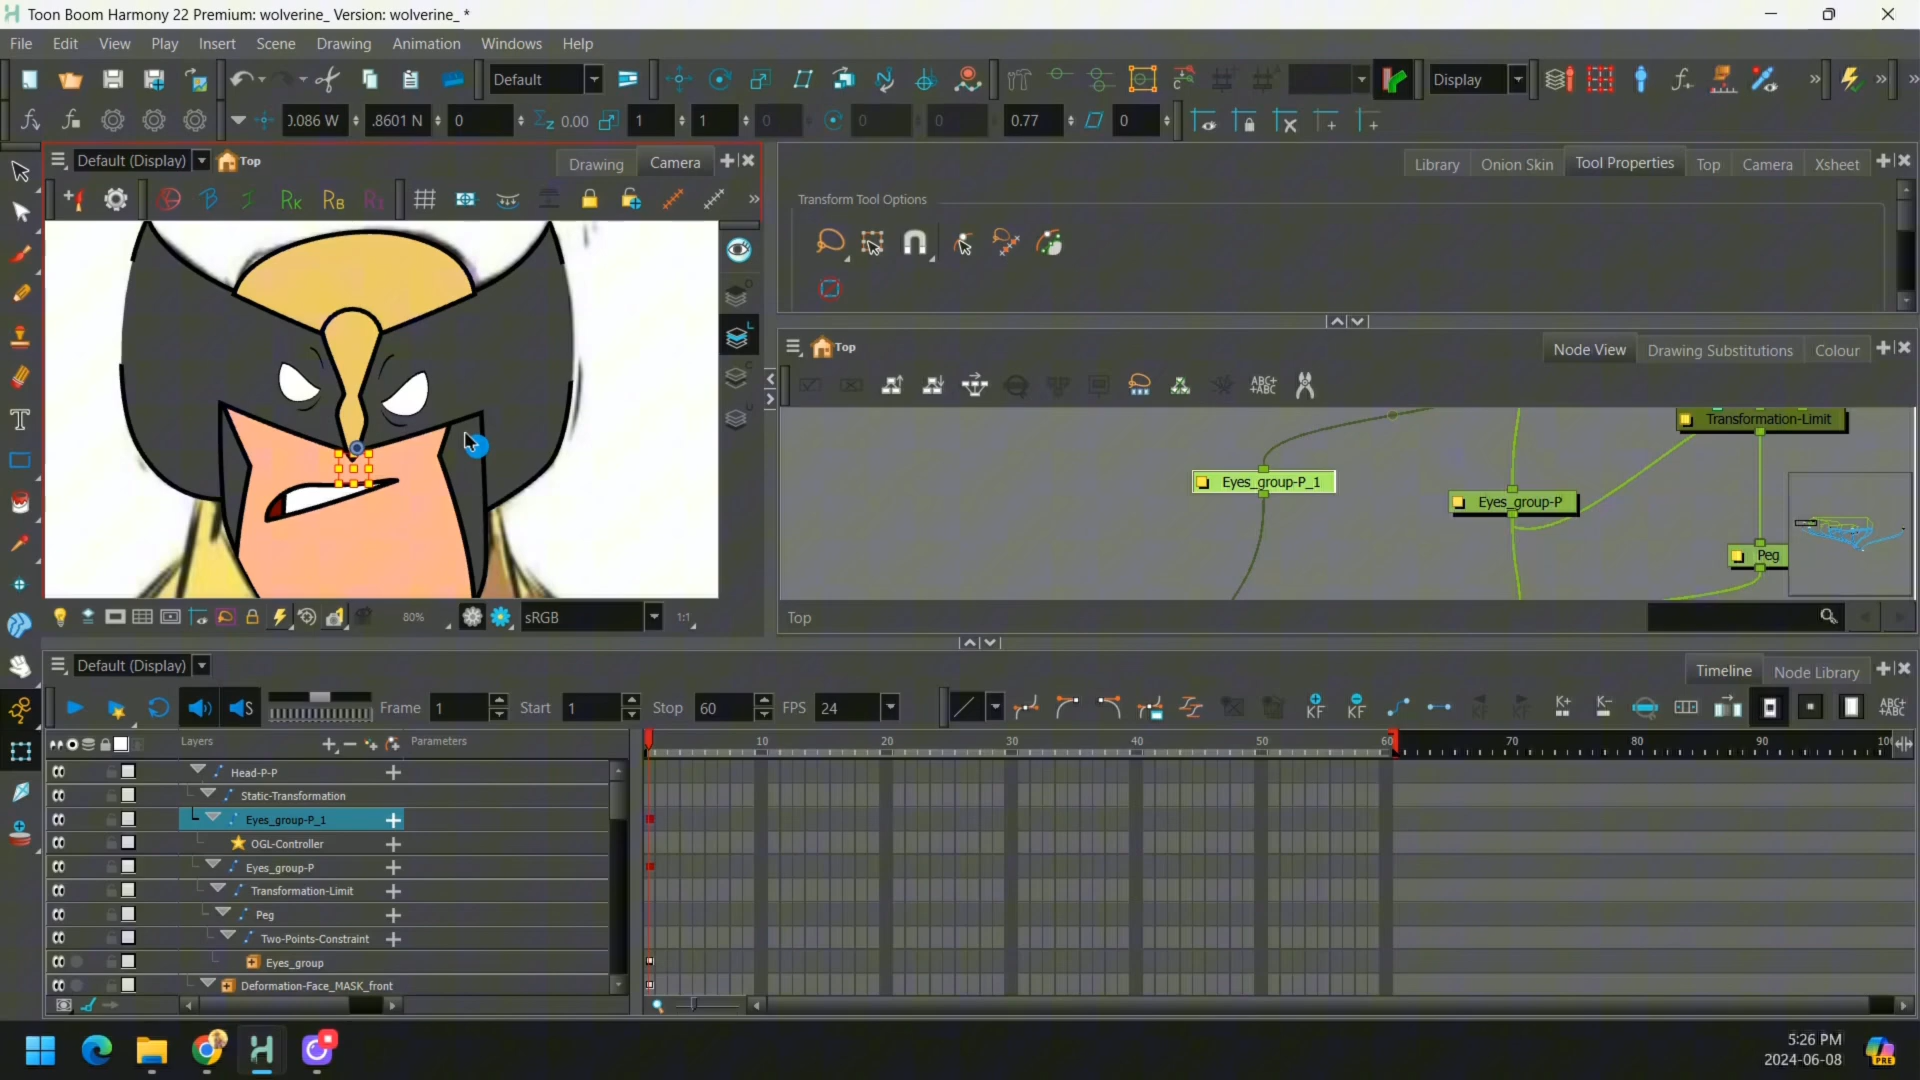 Toon Boom Harmony 22 Premium: wolverine_ Version: wolverine_ *
File Edit View Play Insert Scene Drawing Animation Windows Help
Default Display
).086 W .8601 N 0 0.00 1 1 0 0 0 0.77 0
Default (Display) Top Drawing Camera
Library Onion Skin Tool Properties Top Camera Xsheet
Transform Tool Options
Top Node View Drawing Substitutions Colour
Transformation-Limit
Eyes_group-P_1
Eyes_group-P
Peg
80% sRGB 1:1
Top
Default (Display) Timeline Node Library
Frame 1 Start 1 Stop 60 FPS 24
Layers Parameters 10 20 30 40 50 60 70 80 90
Head-P-P
Static-Transformation
Eyes_group-P_1
OGL-Controller
Eyes_group-P
Transformation-Limit
Peg
Two-Points-Constraint
Eyes_group
Deformation-Face_MASK_front
5:26 PM
2024-06-08